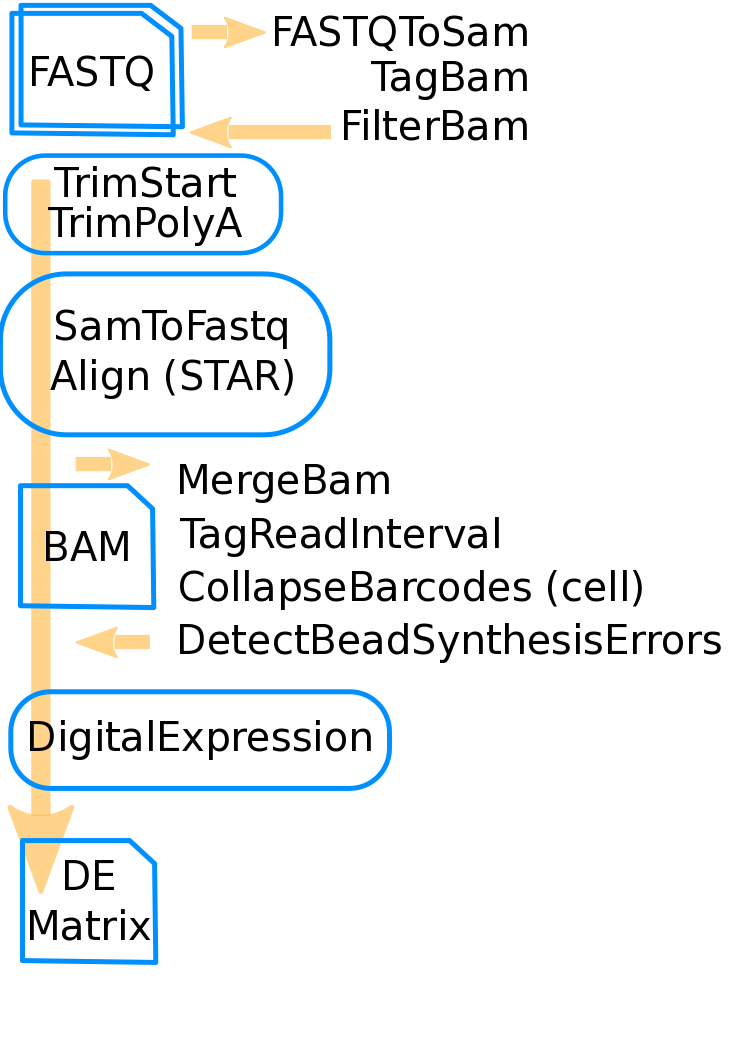 FASTQ
FASTQToSam
TagBam
FilterBam
TrimStart
TrimPolyA
SamToFastq
Align (STAR)
MergeBam
TagReadInterval
BAM
CollapseBarcodes (cell)
DetectBeadSynthesisErrors
DigitalExpression
DE
Matrix